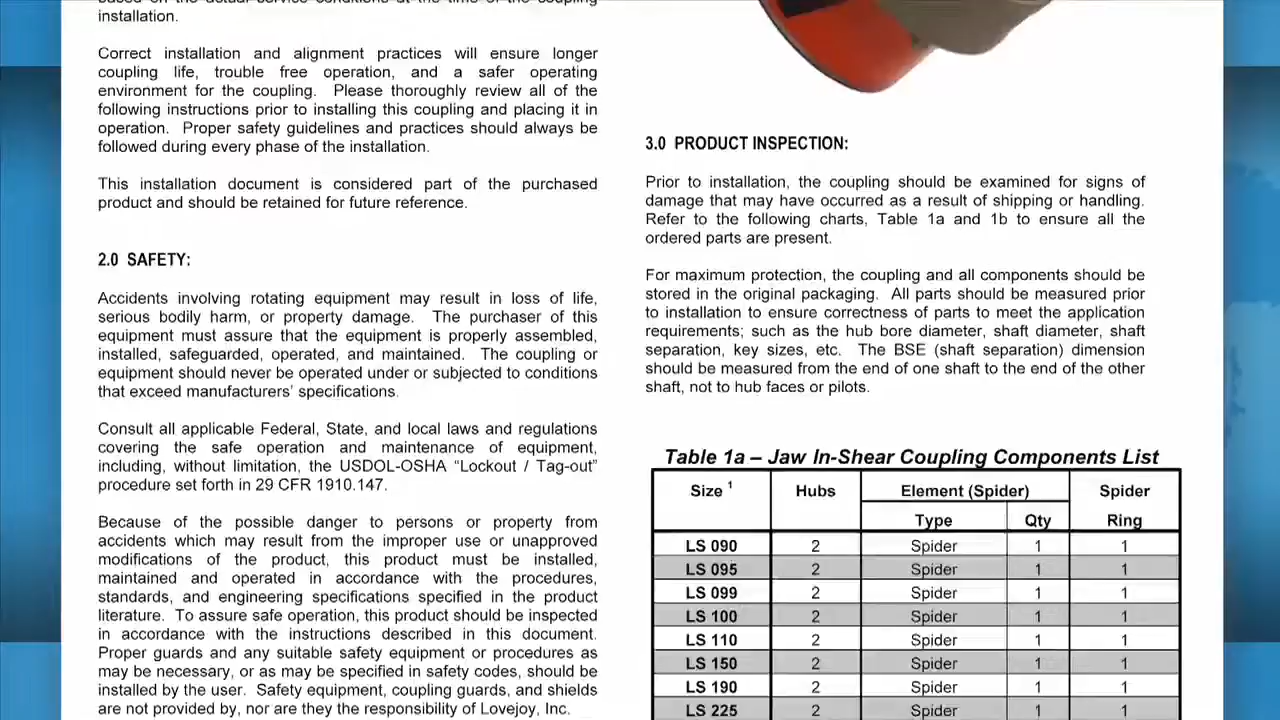 based on the actual service conditions at the time of the coupling
installation.
Correct installation and alignment practices will ensure longer
coupling life, trouble free operation, and a safer operating
environment for the coupling. Please thoroughly review all of the
following instructions prior to installing this coupling and placing it in
operation. Proper safety guidelines and practices should always be
followed during every phase of the installation.
This installation document is considered part of the purchased
product and should be retained for future reference.
2.0 SAFETY:
Accidents involving rotating equipment may result in loss of life,
serious bodily harm, or property damage. The purchaser of this
equipment must assure that the equipment is properly assembled,
installed, safeguarded, operated, and maintained. The coupling or
equipment should never be operated under or subjected to conditions
that exceed manufacturers’ specifications.
Consult all applicable Federal, State, and local laws and regulations
covering the safe operation and maintenance of equipment,
including, without limitation, the USDOL-OSHA “Lockout / Tag-out”
procedure set forth in 29 CFR 1910.147.
Because of the possible danger to persons or property from
accidents which may result from the improper use or unapproved
modifications of the product, this product must be installed,
maintained and operated in accordance with the procedures,
standards, and engineering specifications specified in the product
literature. To assure safe operation, this product should be inspected
in accordance with the instructions described in this document.
Proper guards and any suitable safety equipment or procedures as
may be necessary, or as may be specified in safety codes, should be
installed by the user. Safety equipment, coupling guards, and shields
are not provided by, nor are they the responsibility of Lovejoy, Inc.
3.0 PRODUCT INSPECTION:
Prior to installation, the coupling should be examined for signs of
damage that may have occurred as a result of shipping or handling.
Refer to the following charts, Table 1a and 1b to ensure all the
ordered parts are present.
For maximum protection, the coupling and all components should be
stored in the original packaging. All parts should be measured prior
to installation to ensure correctness of parts to meet the application
requirements; such as the hub bore diameter, shaft diameter, shaft
separation, key sizes, etc. The BSE (shaft separation) dimension
should be measured from the end of one shaft to the end of the other
shaft, not to hub faces or pilots.
Table 1a – Jaw In-Shear Coupling Components List
Size 1 Hubs Element (Spider) Spider
Type Qty Ring
LS 090 2 Spider 1 1
LS 095 2 Spider 1 1
LS 099 2 Spider 1 1
LS 100 2 Spider 1 1
LS 110 2 Spider 1 1
LS 150 2 Spider 1 1
LS 190 2 Spider 1 1
LS 225 2 Spider 1 1